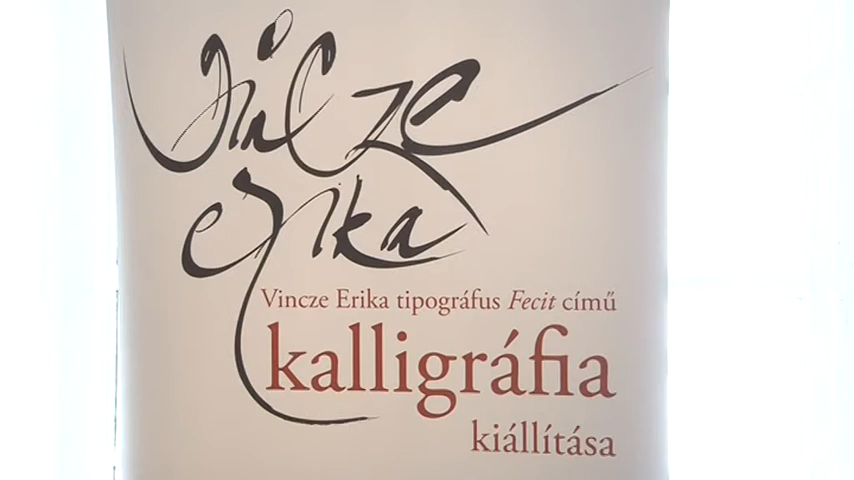 Vincze
erika
Vincze Erika tipográfus Fecit című
kalligráfia
kiállítása